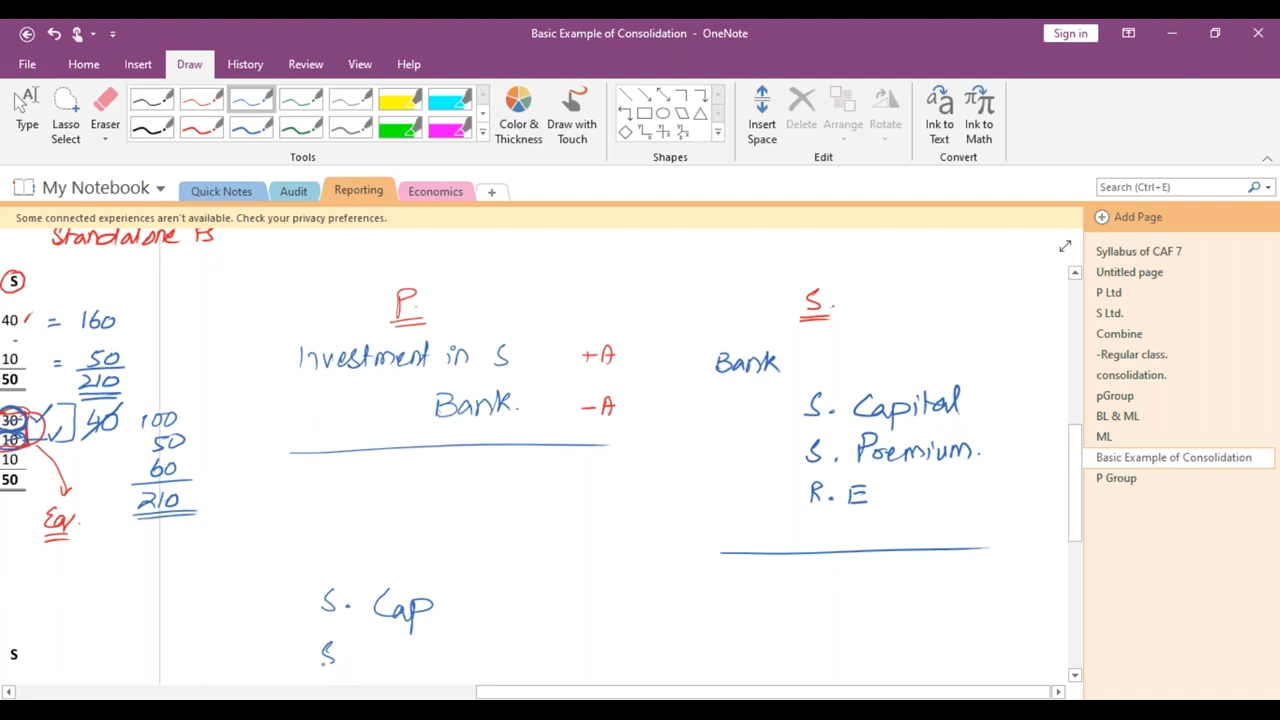 Basic Example of Consolidation - OneNote
Sign in
File Home Insert Draw History Review View Help
Type
Lasso Select
Eraser
Color & Thickness
Draw with Touch
Insert Space
Delete
Arrange
Rotate
Ink to Text
Ink to Math
Tools
Shapes
Edit
Convert
My Notebook
Quick Notes
Audit
Reporting
Economics
Search (Ctrl+E)
Some connected experiences aren't available. Check your privacy preferences.
Add Page
Syllabus of CAF 7
Untitled page
P Ltd
S Ltd.
Combine
-Regular class.
consolidation.
pGroup
BL & ML
ML
Basic Example of Consolidation
P Group
Standalone FS
S
40 = 160
-
10 = 50
50 210
30 40 100
10 50
10 60
50 210
Eq.
S
P.
Investment in S +A
Bank. -A
S.
Bank
S. Capital
S. Premium.
R. E
S. Cap
S